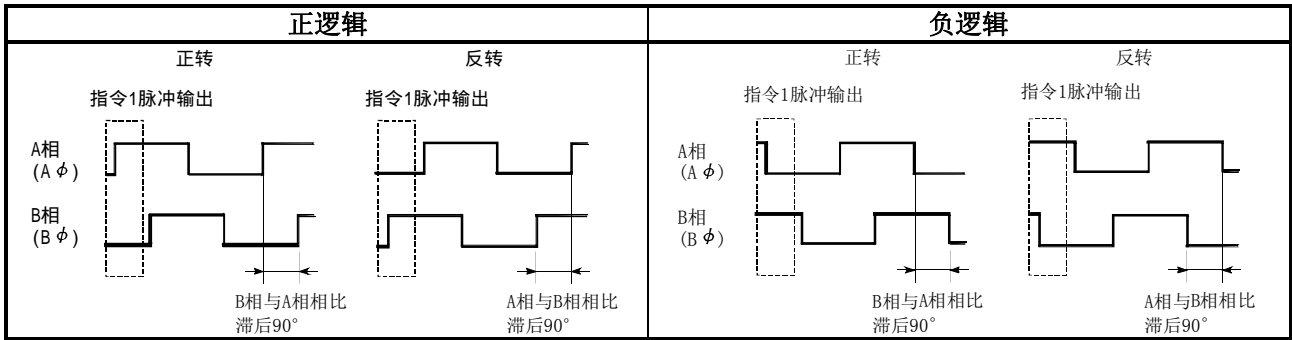 正逻辑
负逻辑
正转
反转
正转
反转
指令1脉冲输出
指令1脉冲输出
指令1脉冲输出
指令1脉冲输出
A相
(Aφ)
B相
(Bφ)
A相
(Aφ)
B相
(Bφ)
B相与A相相比
滞后90°
A相与B相相比
滞后90°
B相与A相相比
滞后90°
A相与B相相比
滞后90°